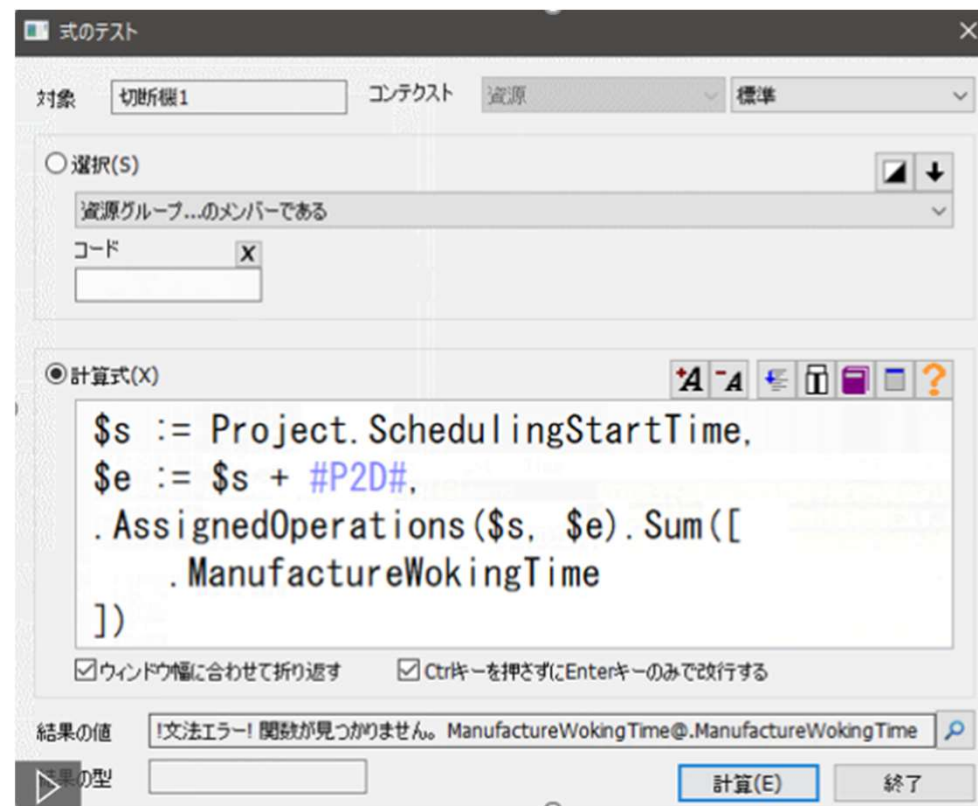 式のテスト
対象 切断機1 コンテクスト 資源 標準
選択(S)
資源グループ...のメンバーである
コード X
計算式(X) +A -A ?
$s := Project.SchedulingStartTime,
$e := $s + #P2D#,
.AssignedOperations($s, $e).Sum([
.ManufactureWokingTime
])
ウィンドウ幅に合わせて折り返す Ctrlキーを押さずにEnterキーのみで改行する
結果の値 !文法エラー! 関数が見つかりません。 ManufactureWokingTime@.ManufactureWokingTime
果の型 計算(E) 終了